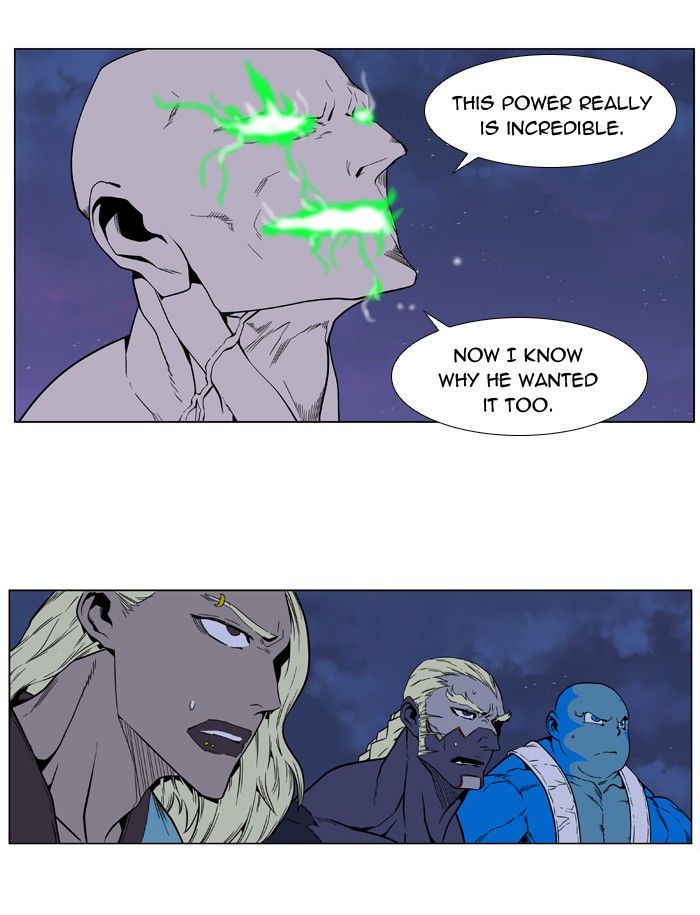 THIS POWER REALLY
IS INCREDIBLE.
NOW I KNOW
WHY HE WANTED
IT TOO.